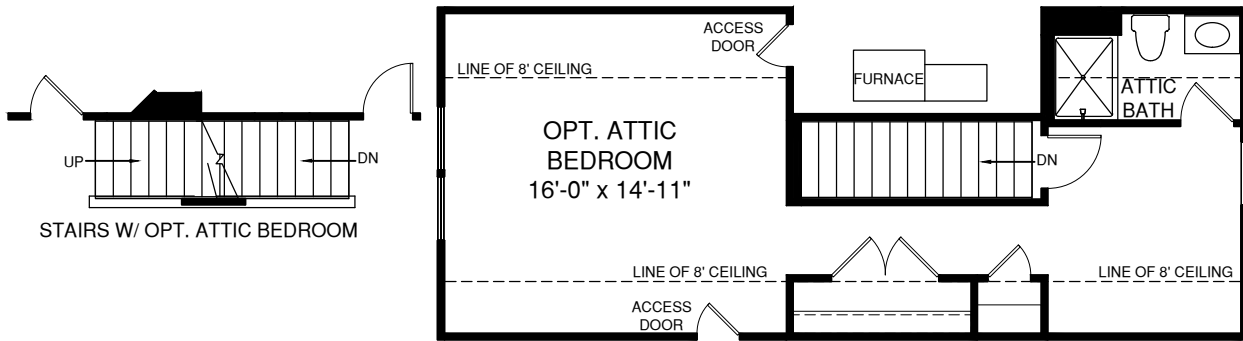 UP
DN
STAIRS W/ OPT. ATTIC BEDROOM
ACCESS
DOOR
LINE OF 8' CEILING
FURNACE
ATTIC
BATH
OPT. ATTIC
BEDROOM
16'-0" x 14'-11"
DN
LINE OF 8' CEILING
LINE OF 8' CEILING
ACCESS
DOOR